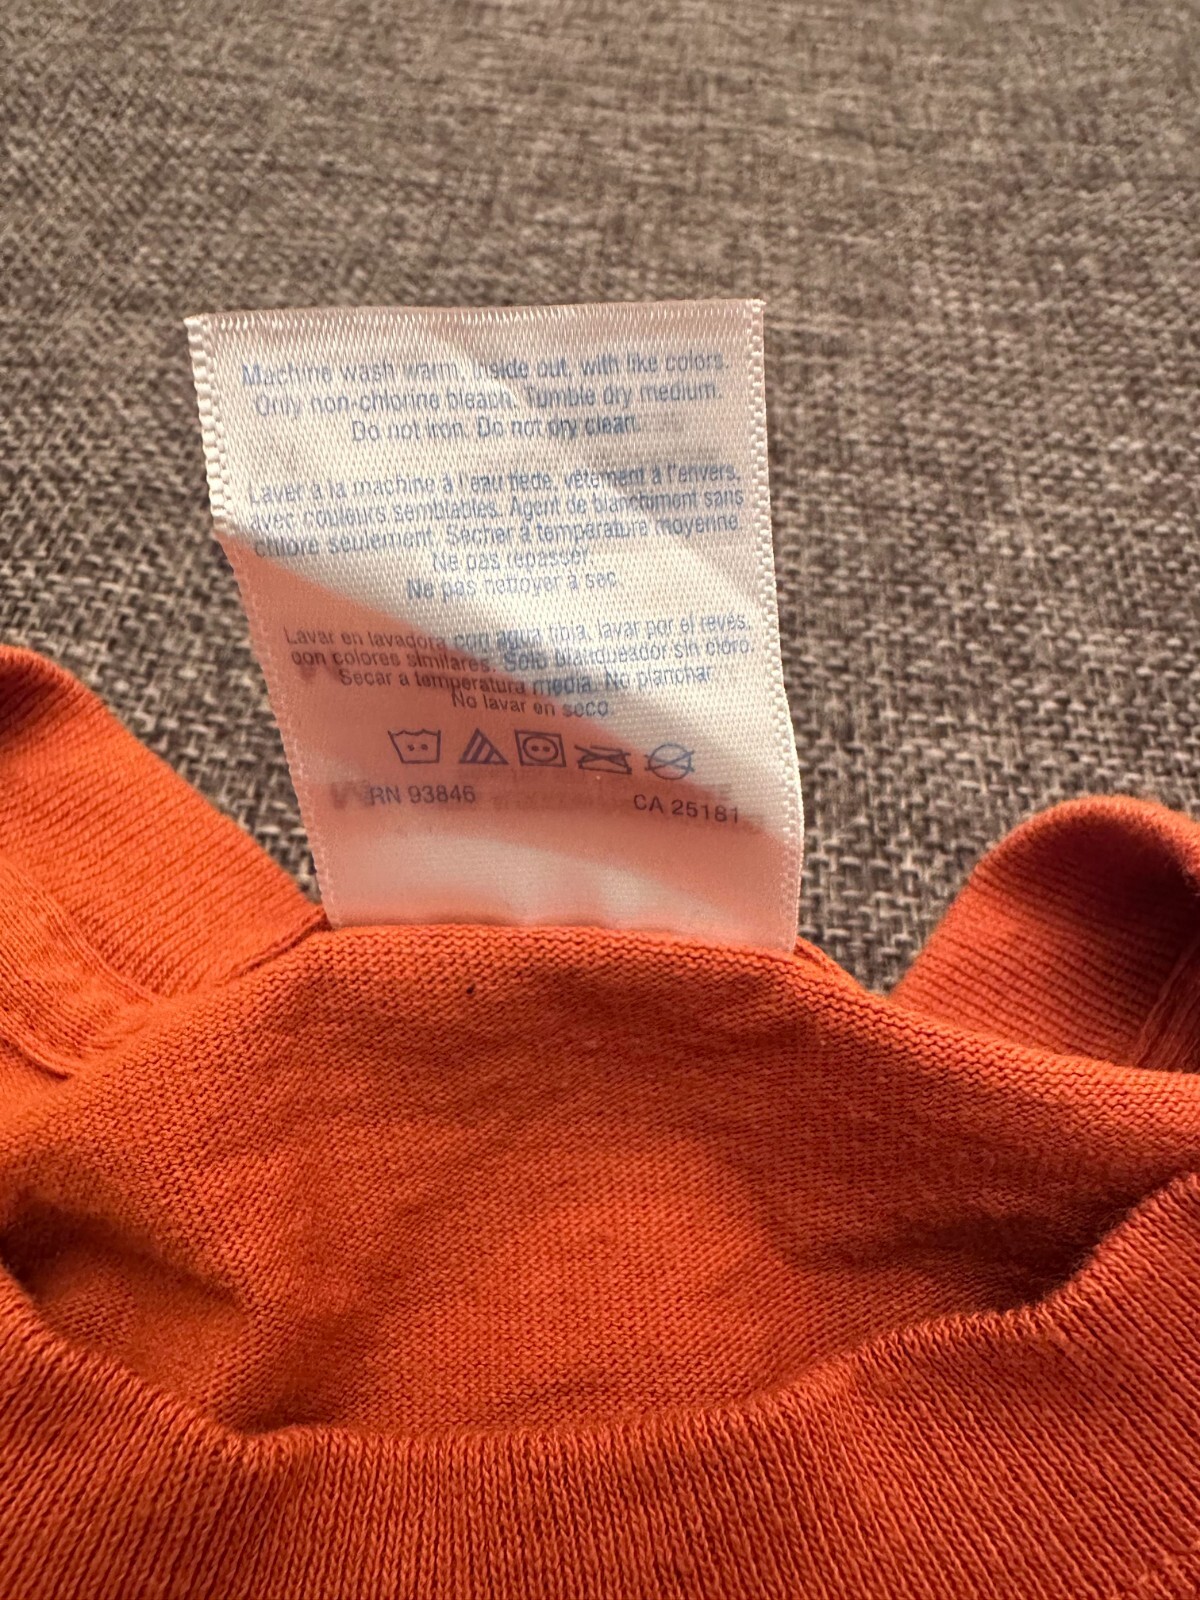 Machine wash warm, inside out, with like colors.
Only non-chlorine bleach. Tumble dry medium.
Do not iron. Do not dry clean.
Laver à la machine à l'eau tiède, vêtement à l'envers,
avec couleurs semblables. Agent de blanchiment sans
chlore seulement. Sécher à température moyenne.
Ne pas repasser.
Ne pas nettoyer à sec.
Lavar en lavadora con agua tibia, lavar por el revés,
con colores similares. Sólo blanqueador sin cloro.
Secar a temperatura media. No planchar.
No lavar en seco.
RN 93846 CA 25181